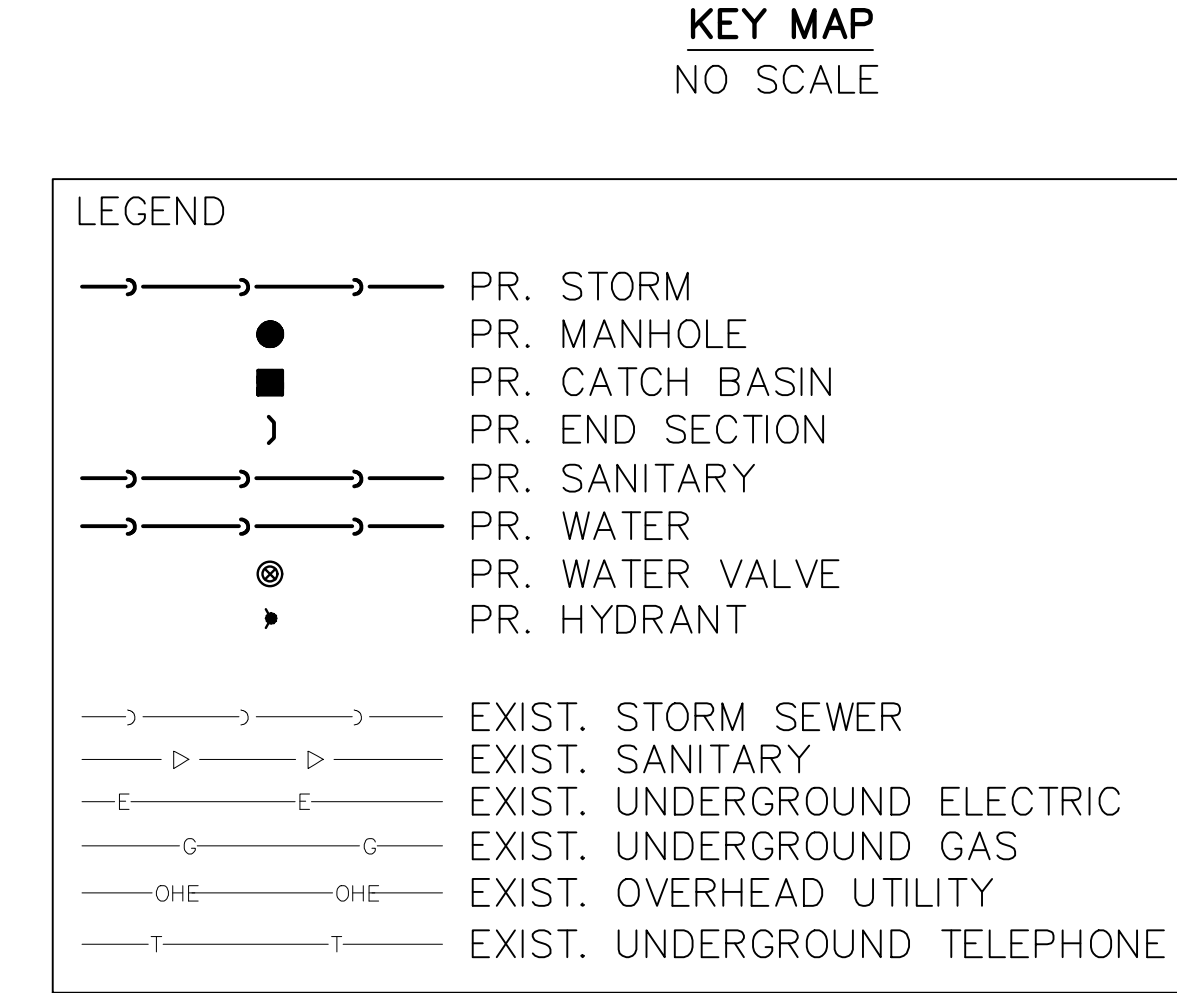 KEY MAP
NO SCALE
LEGEND
PR. STORM
PR. MANHOLE
PR. CATCH BASIN
PR. END SECTION
PR. SANITARY
PR. WATER
PR. WATER VALVE
PR. HYDRANT
EXIST. STORM SEWER
EXIST. SANITARY
E E EXIST. UNDERGROUND ELECTRIC
G G EXIST. UNDERGROUND GAS
OHE OHE EXIST. OVERHEAD UTILITY
T T EXIST. UNDERGROUND TELEPHONE